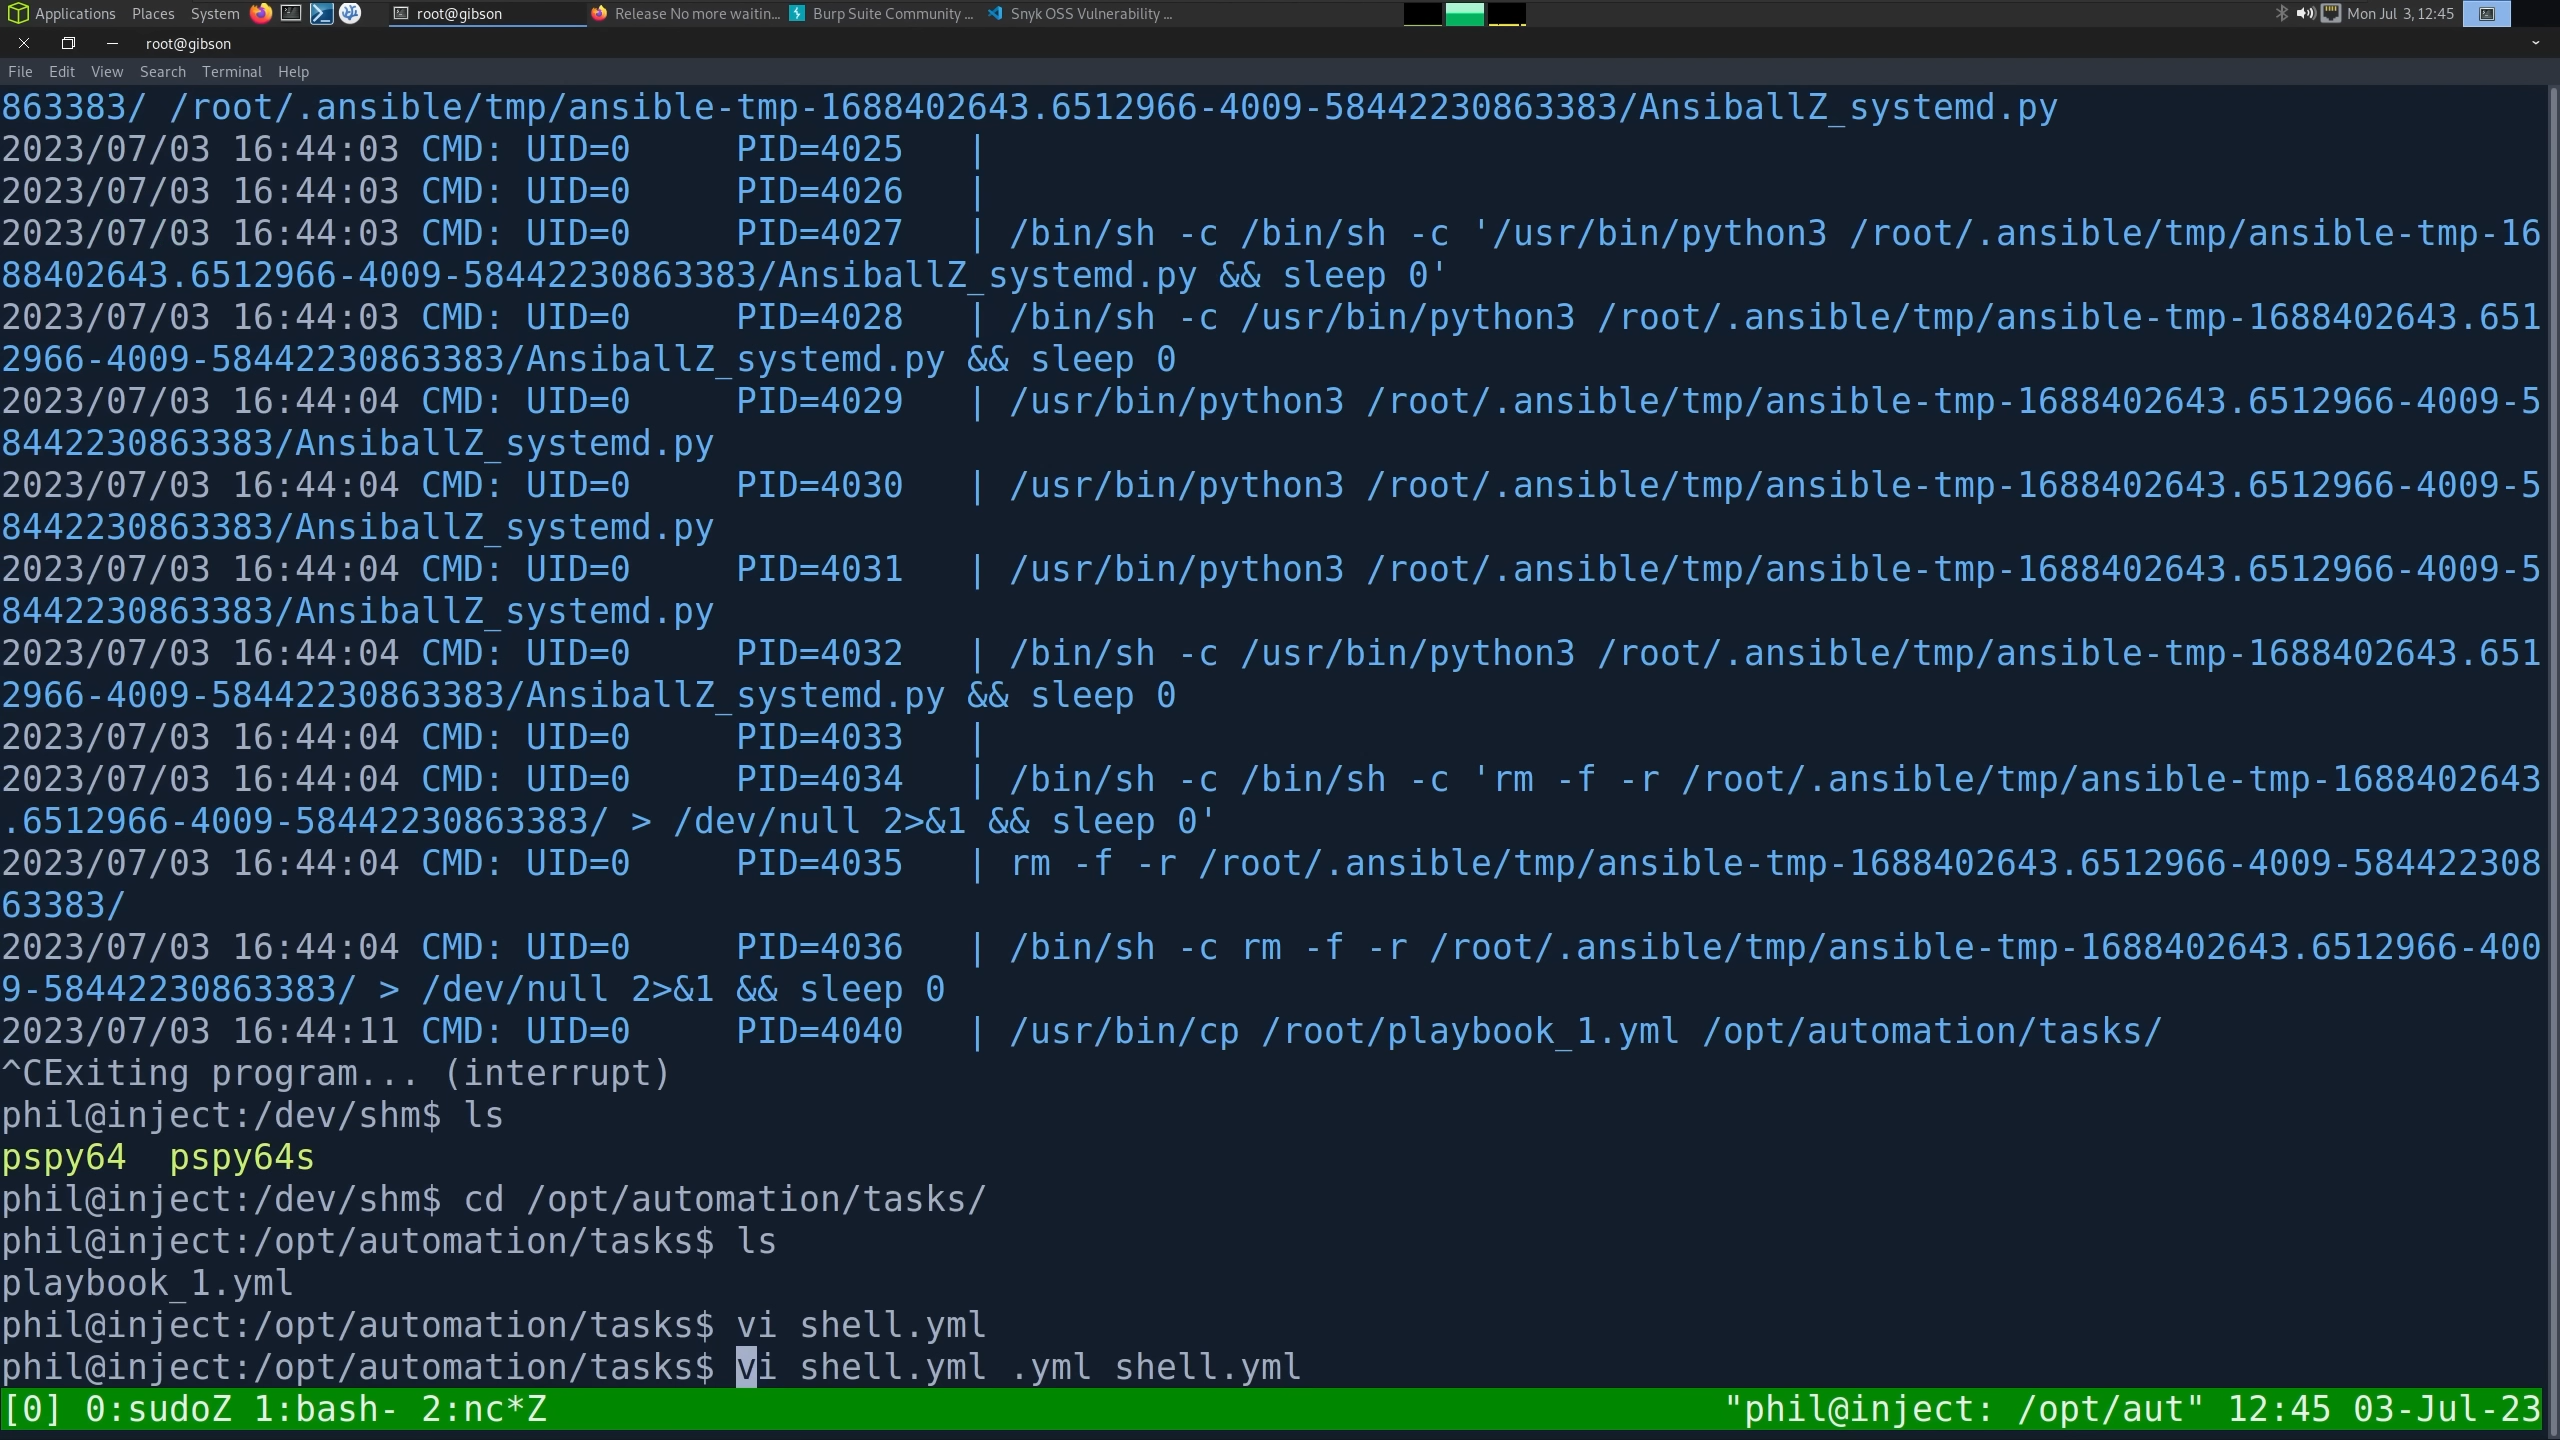 Applications Places System root@gibson Release No more waitin... Burp Suite Community ... Snyk OSS Vulnerability ... Mon Jul 3, 12:45
root@gibson
File Edit View Search Terminal Help
863383/ /root/.ansible/tmp/ansible-tmp-1688402643.6512966-4009-58442230863383/AnsiballZ_systemd.py
2023/07/03 16:44:03 CMD: UID=0     PID=4025   |
2023/07/03 16:44:03 CMD: UID=0     PID=4026   |
2023/07/03 16:44:03 CMD: UID=0     PID=4027   | /bin/sh -c /bin/sh -c '/usr/bin/python3 /root/.ansible/tmp/ansible-tmp-16
88402643.6512966-4009-58442230863383/AnsiballZ_systemd.py && sleep 0'
2023/07/03 16:44:03 CMD: UID=0     PID=4028   | /bin/sh -c /usr/bin/python3 /root/.ansible/tmp/ansible-tmp-1688402643.651
2966-4009-58442230863383/AnsiballZ_systemd.py && sleep 0
2023/07/03 16:44:04 CMD: UID=0     PID=4029   | /usr/bin/python3 /root/.ansible/tmp/ansible-tmp-1688402643.6512966-4009-5
8442230863383/AnsiballZ_systemd.py
2023/07/03 16:44:04 CMD: UID=0     PID=4030   | /usr/bin/python3 /root/.ansible/tmp/ansible-tmp-1688402643.6512966-4009-5
8442230863383/AnsiballZ_systemd.py
2023/07/03 16:44:04 CMD: UID=0     PID=4031   | /usr/bin/python3 /root/.ansible/tmp/ansible-tmp-1688402643.6512966-4009-5
8442230863383/AnsiballZ_systemd.py
2023/07/03 16:44:04 CMD: UID=0     PID=4032   | /bin/sh -c /usr/bin/python3 /root/.ansible/tmp/ansible-tmp-1688402643.651
2966-4009-58442230863383/AnsiballZ_systemd.py && sleep 0
2023/07/03 16:44:04 CMD: UID=0     PID=4033   |
2023/07/03 16:44:04 CMD: UID=0     PID=4034   | /bin/sh -c /bin/sh -c 'rm -f -r /root/.ansible/tmp/ansible-tmp-1688402643
.6512966-4009-58442230863383/ > /dev/null 2>&1 && sleep 0'
2023/07/03 16:44:04 CMD: UID=0     PID=4035   | rm -f -r /root/.ansible/tmp/ansible-tmp-1688402643.6512966-4009-584422308
63383/
2023/07/03 16:44:04 CMD: UID=0     PID=4036   | /bin/sh -c rm -f -r /root/.ansible/tmp/ansible-tmp-1688402643.6512966-400
9-58442230863383/ > /dev/null 2>&1 && sleep 0
2023/07/03 16:44:11 CMD: UID=0     PID=4040   | /usr/bin/cp /root/playbook_1.yml /opt/automation/tasks/
^CExiting program... (interrupt)
phil@inject:/dev/shm$ ls
pspy64  pspy64s
phil@inject:/dev/shm$ cd /opt/automation/tasks/
phil@inject:/opt/automation/tasks$ ls
playbook_1.yml
phil@inject:/opt/automation/tasks$ vi shell.yml
phil@inject:/opt/automation/tasks$ vi shell.yml .yml shell.yml
[0] 0:sudoZ 1:bash- 2:nc*Z "phil@inject: /opt/aut" 12:45 03-Jul-23